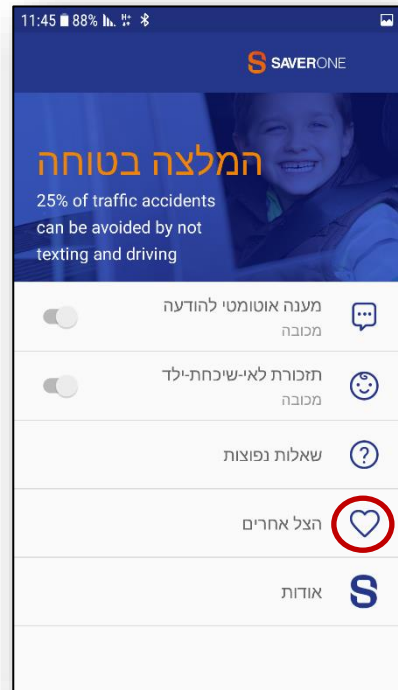 11:45 88% H+
SAVERONE
המלצה בטוחה
25% of traffic accidents
can be avoided by not
texting and driving
מענה אוטומטי להודעה
מכובה
תזכורת לאי-שיכחת-ילד
מכובה
שאלות נפוצות
הצל אחרים
אודות